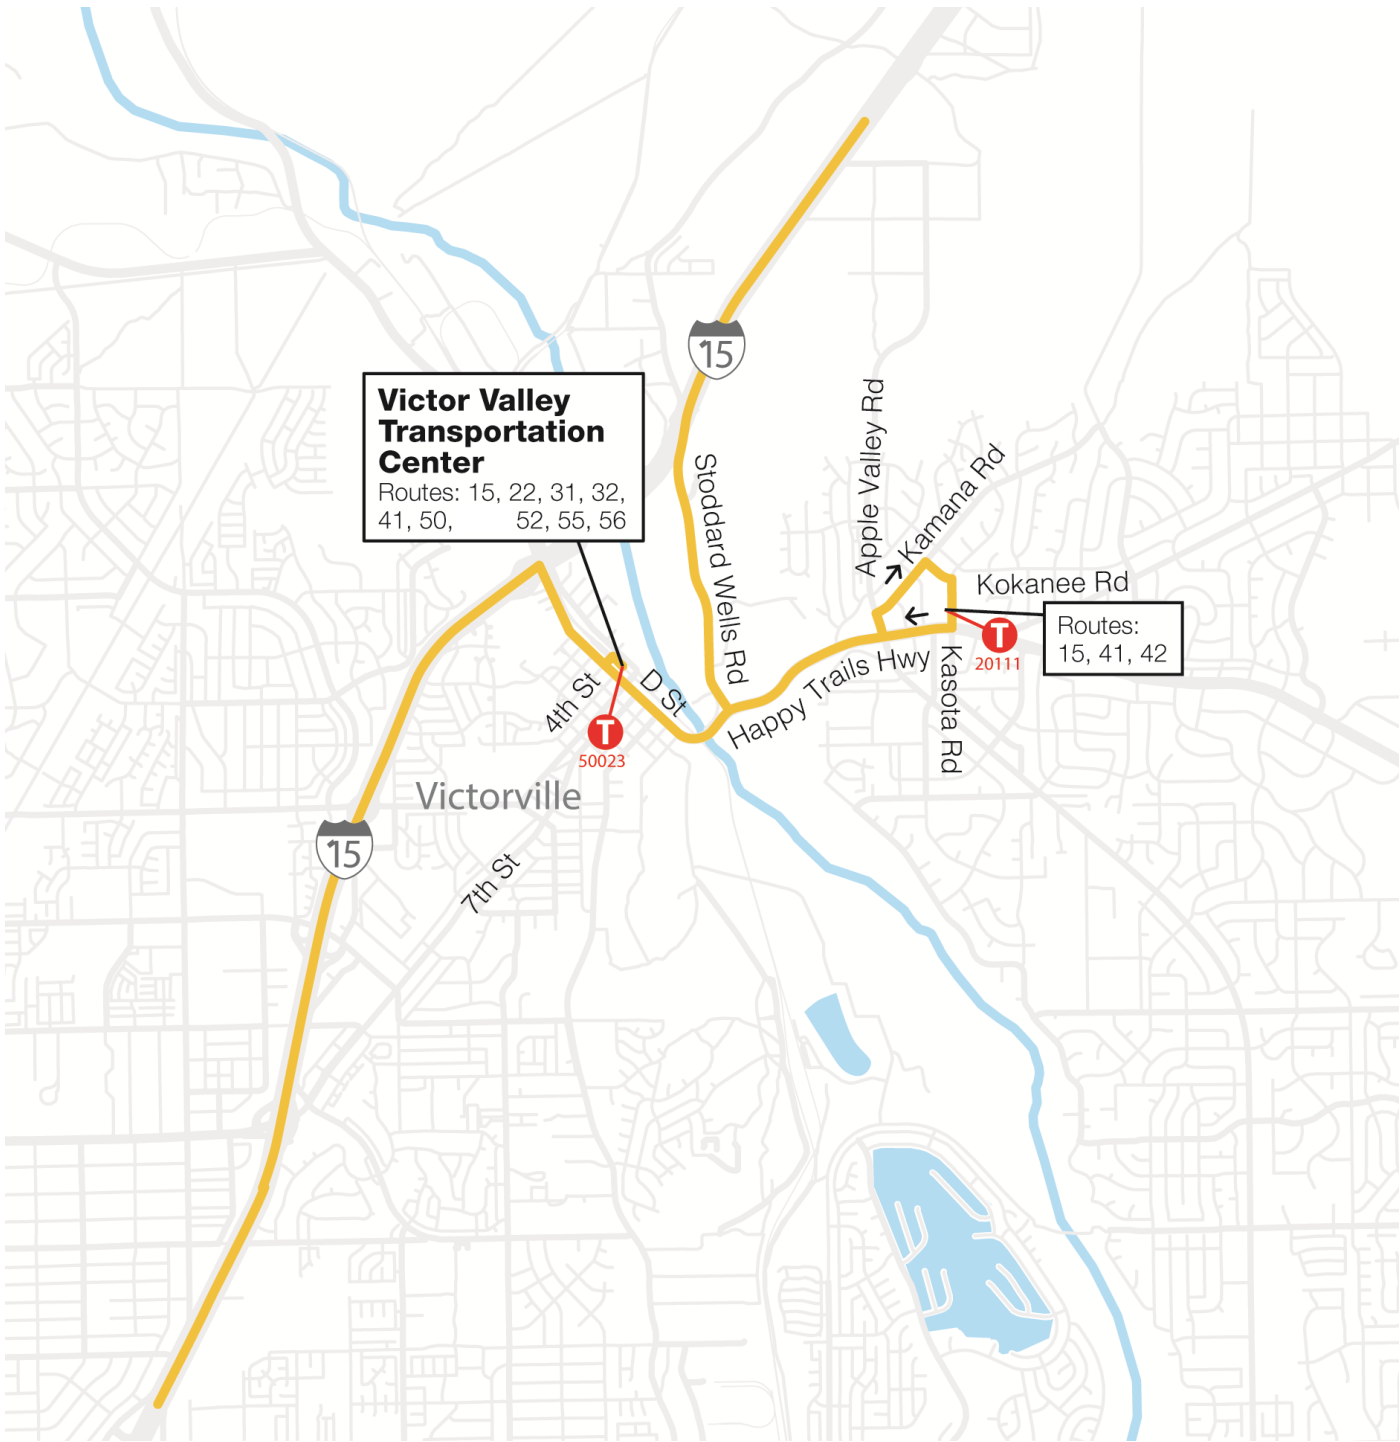 15
Victor Valley
Transportation
Center
Routes: 15, 22, 31, 32,
41, 50, 52, 55, 56
Stoddard Wells Rd
Apple Valley Rd
Kamana Rd
Kokanee Rd
Routes:
15, 41, 42
T
20111
Kasota Rd
Happy Trails Hwy
D St
4th St
T
50023
Victorville
15
7th St